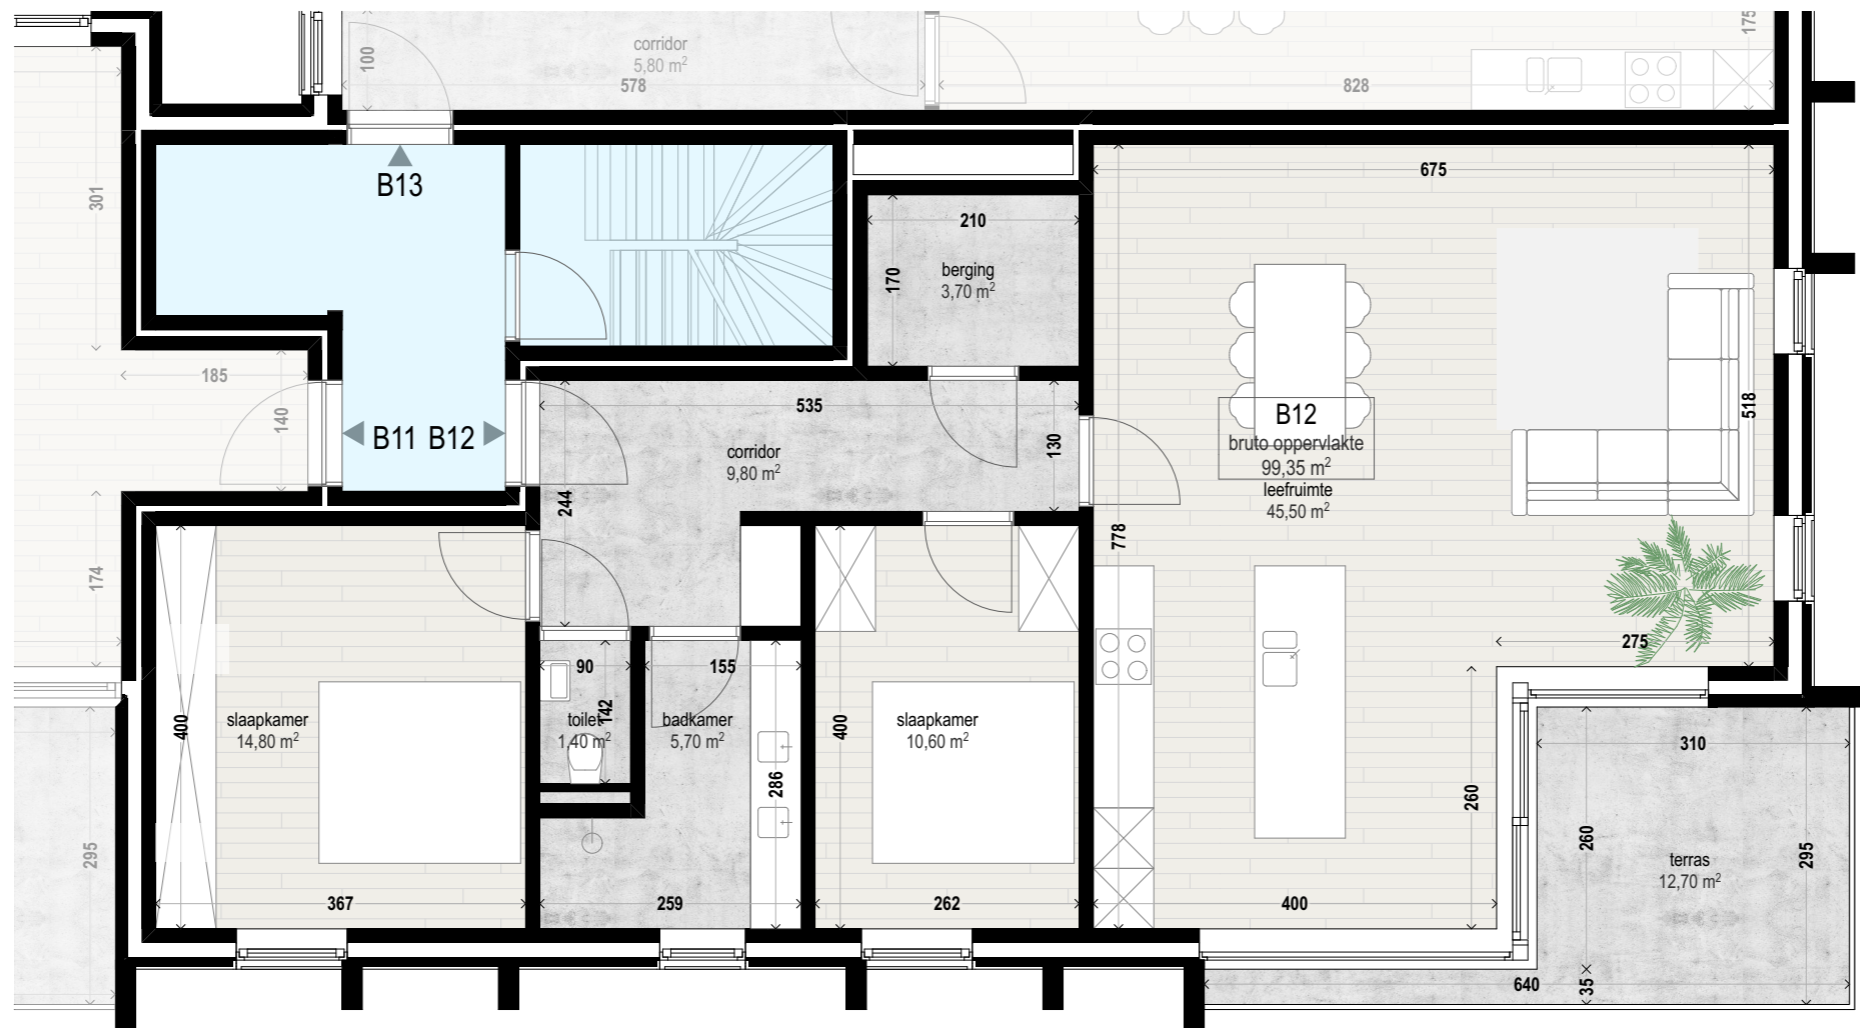 corridor
5,80 m²
100
578
828
175
B13
301
185
140
B11 B12
174
295
210
170
berging
3,70 m²
675
518
535
130
corridor
9,80 m²
244
B12
bruto oppervlakte
99,35 m²
leefruimte
45,50 m²
778
275
260
400
slaapkamer
14,80 m²
367
90
142
toilet
1,40 m²
155
badkamer
5,70 m²
286
259
400
slaapkamer
10,60 m²
262
400
310
260
295
terras
12,70 m²
640
35